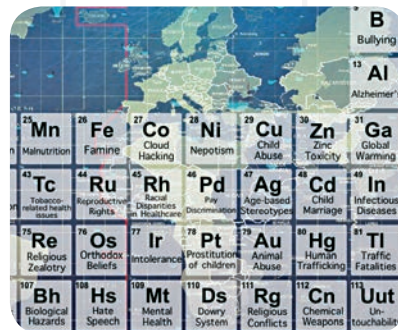 B
Bullying
13
Al
Alzheimer's
25 26 27 28 29 30 31
Mn Fe Co Ni Cu Zn Ga
Malnutrition Famine Cloud Hacking Nepotism Child Abuse Zinc Toxicity Global Warming
43 44 45 46 47 48 49
Tc Ru Rh Pd Ag Cd In
Tobacco-related health issues Reproductive Rights Racial Disparities in Healthcare Pay Discrimination Age-based Stereotypes Child Marriage Infectious Diseases
75 76 77 78 79 80 81
Re Os Ir Pt Au Hg Tl
Religious Zealotry Orthodox Beliefs Intolerance Prostitution of children Animal Abuse Human Trafficking Traffic Fatalities
107 108 109 110 111 112 113
Bh Hs Mt Ds Rg Cn Uut
Biological Hazards Hate Speech Mental Health Dowry System Religious Conflicts Chemical Weapons Un-touchability